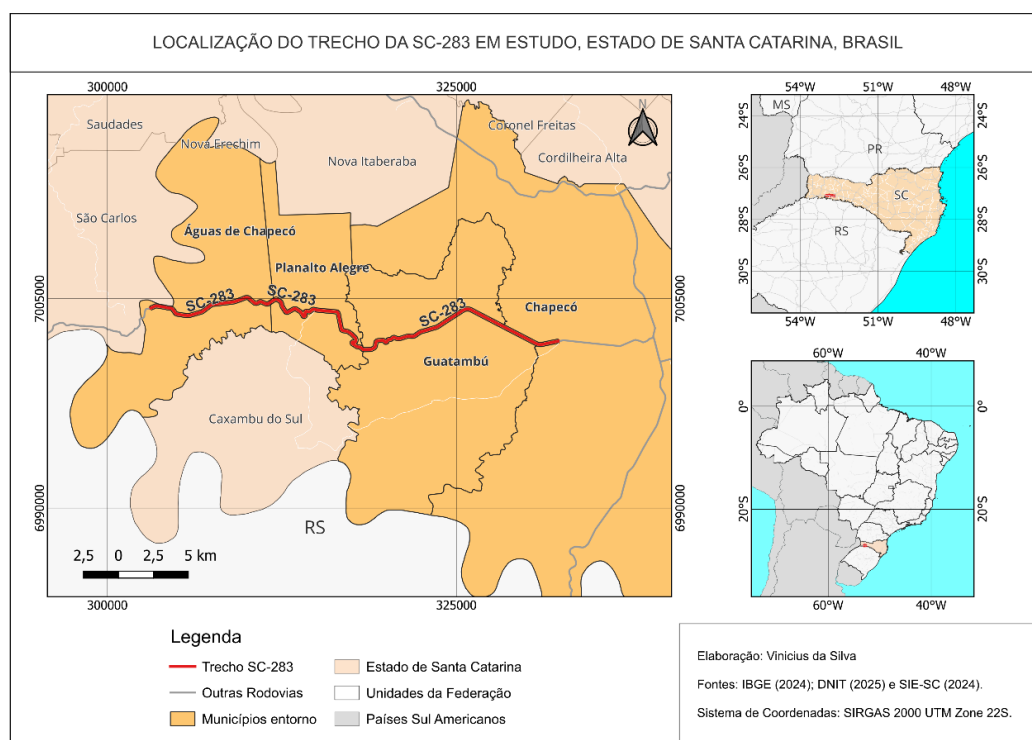 LOCALIZAÇÃO DO TRECHO DA SC-283 EM ESTUDO, ESTADO DE SANTA CATARINA, BRASIL
300000
325000
N
Saudades
Nova Erechim
Coronel Freitas
Nova Itaberaba
Cordilheira Alta
São Carlos
Águas de Chapecó
Planalto Alegre
7005000
SC-283
SC-283
SC-283
Chapecó
7005000
Guatambú
Caxambu do Sul
6990000
RS
6990000
2,5 0 2,5 5 km
300000
325000
54°W 51°W 48°W
24°S
MS
24°S
PR
26°S
26°S
SC
28°S
28°S
RS
30°S
30°S
54°W 51°W 48°W
60°W 40°W
0°
0°
20°S
20°S
60°W 40°W
Legenda
Trecho SC-283
Outras Rodovias
Municípios entorno
Estado de Santa Catarina
Unidades da Federação
Países Sul Americanos
Elaboração: Vinicius da Silva
Fontes: IBGE (2024); DNIT (2025) e SIE-SC (2024).
Sistema de Coordenadas: SIRGAS 2000 UTM Zone 22S.